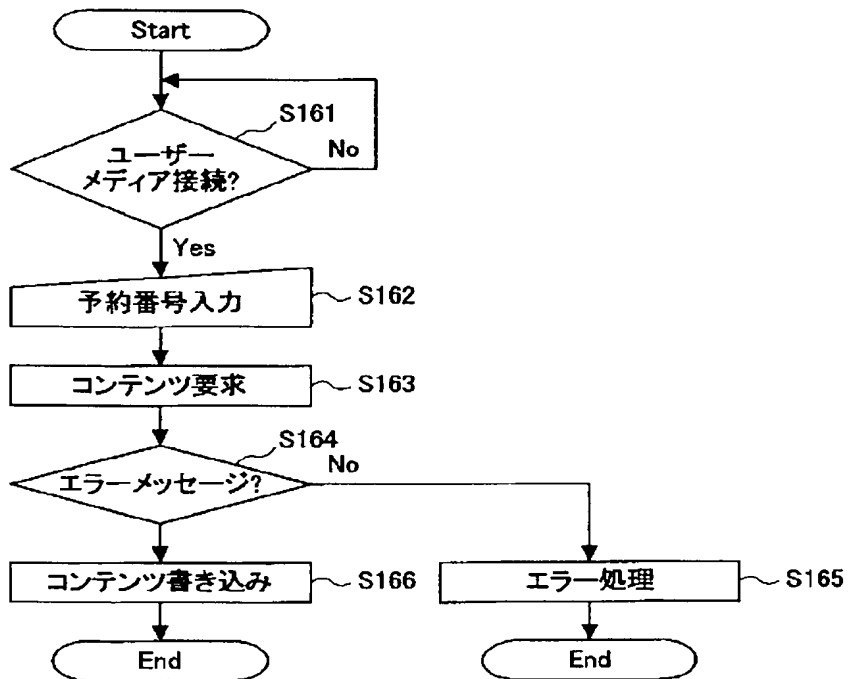 Start
S161
No
ユーザー
メディア接続?
Yes
予約番号入力
S162
コンテンツ要求
S163
S164
No
エラーメッセージ?
コンテンツ書き込み
S166
エラー処理
S165
End
End